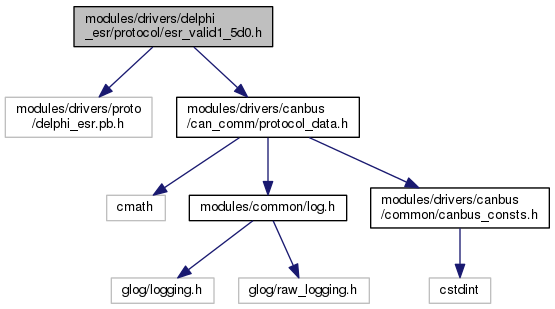 modules/drivers/delphi
_esr/protocol/esr_valid1_5d0.h
modules/drivers/proto
/delphi_esr.pb.h
modules/drivers/canbus
/can_comm/protocol_data.h
cmath
modules/common/log.h
modules/drivers/canbus
/common/canbus_consts.h
glog/logging.h
glog/raw_logging.h
cstdint